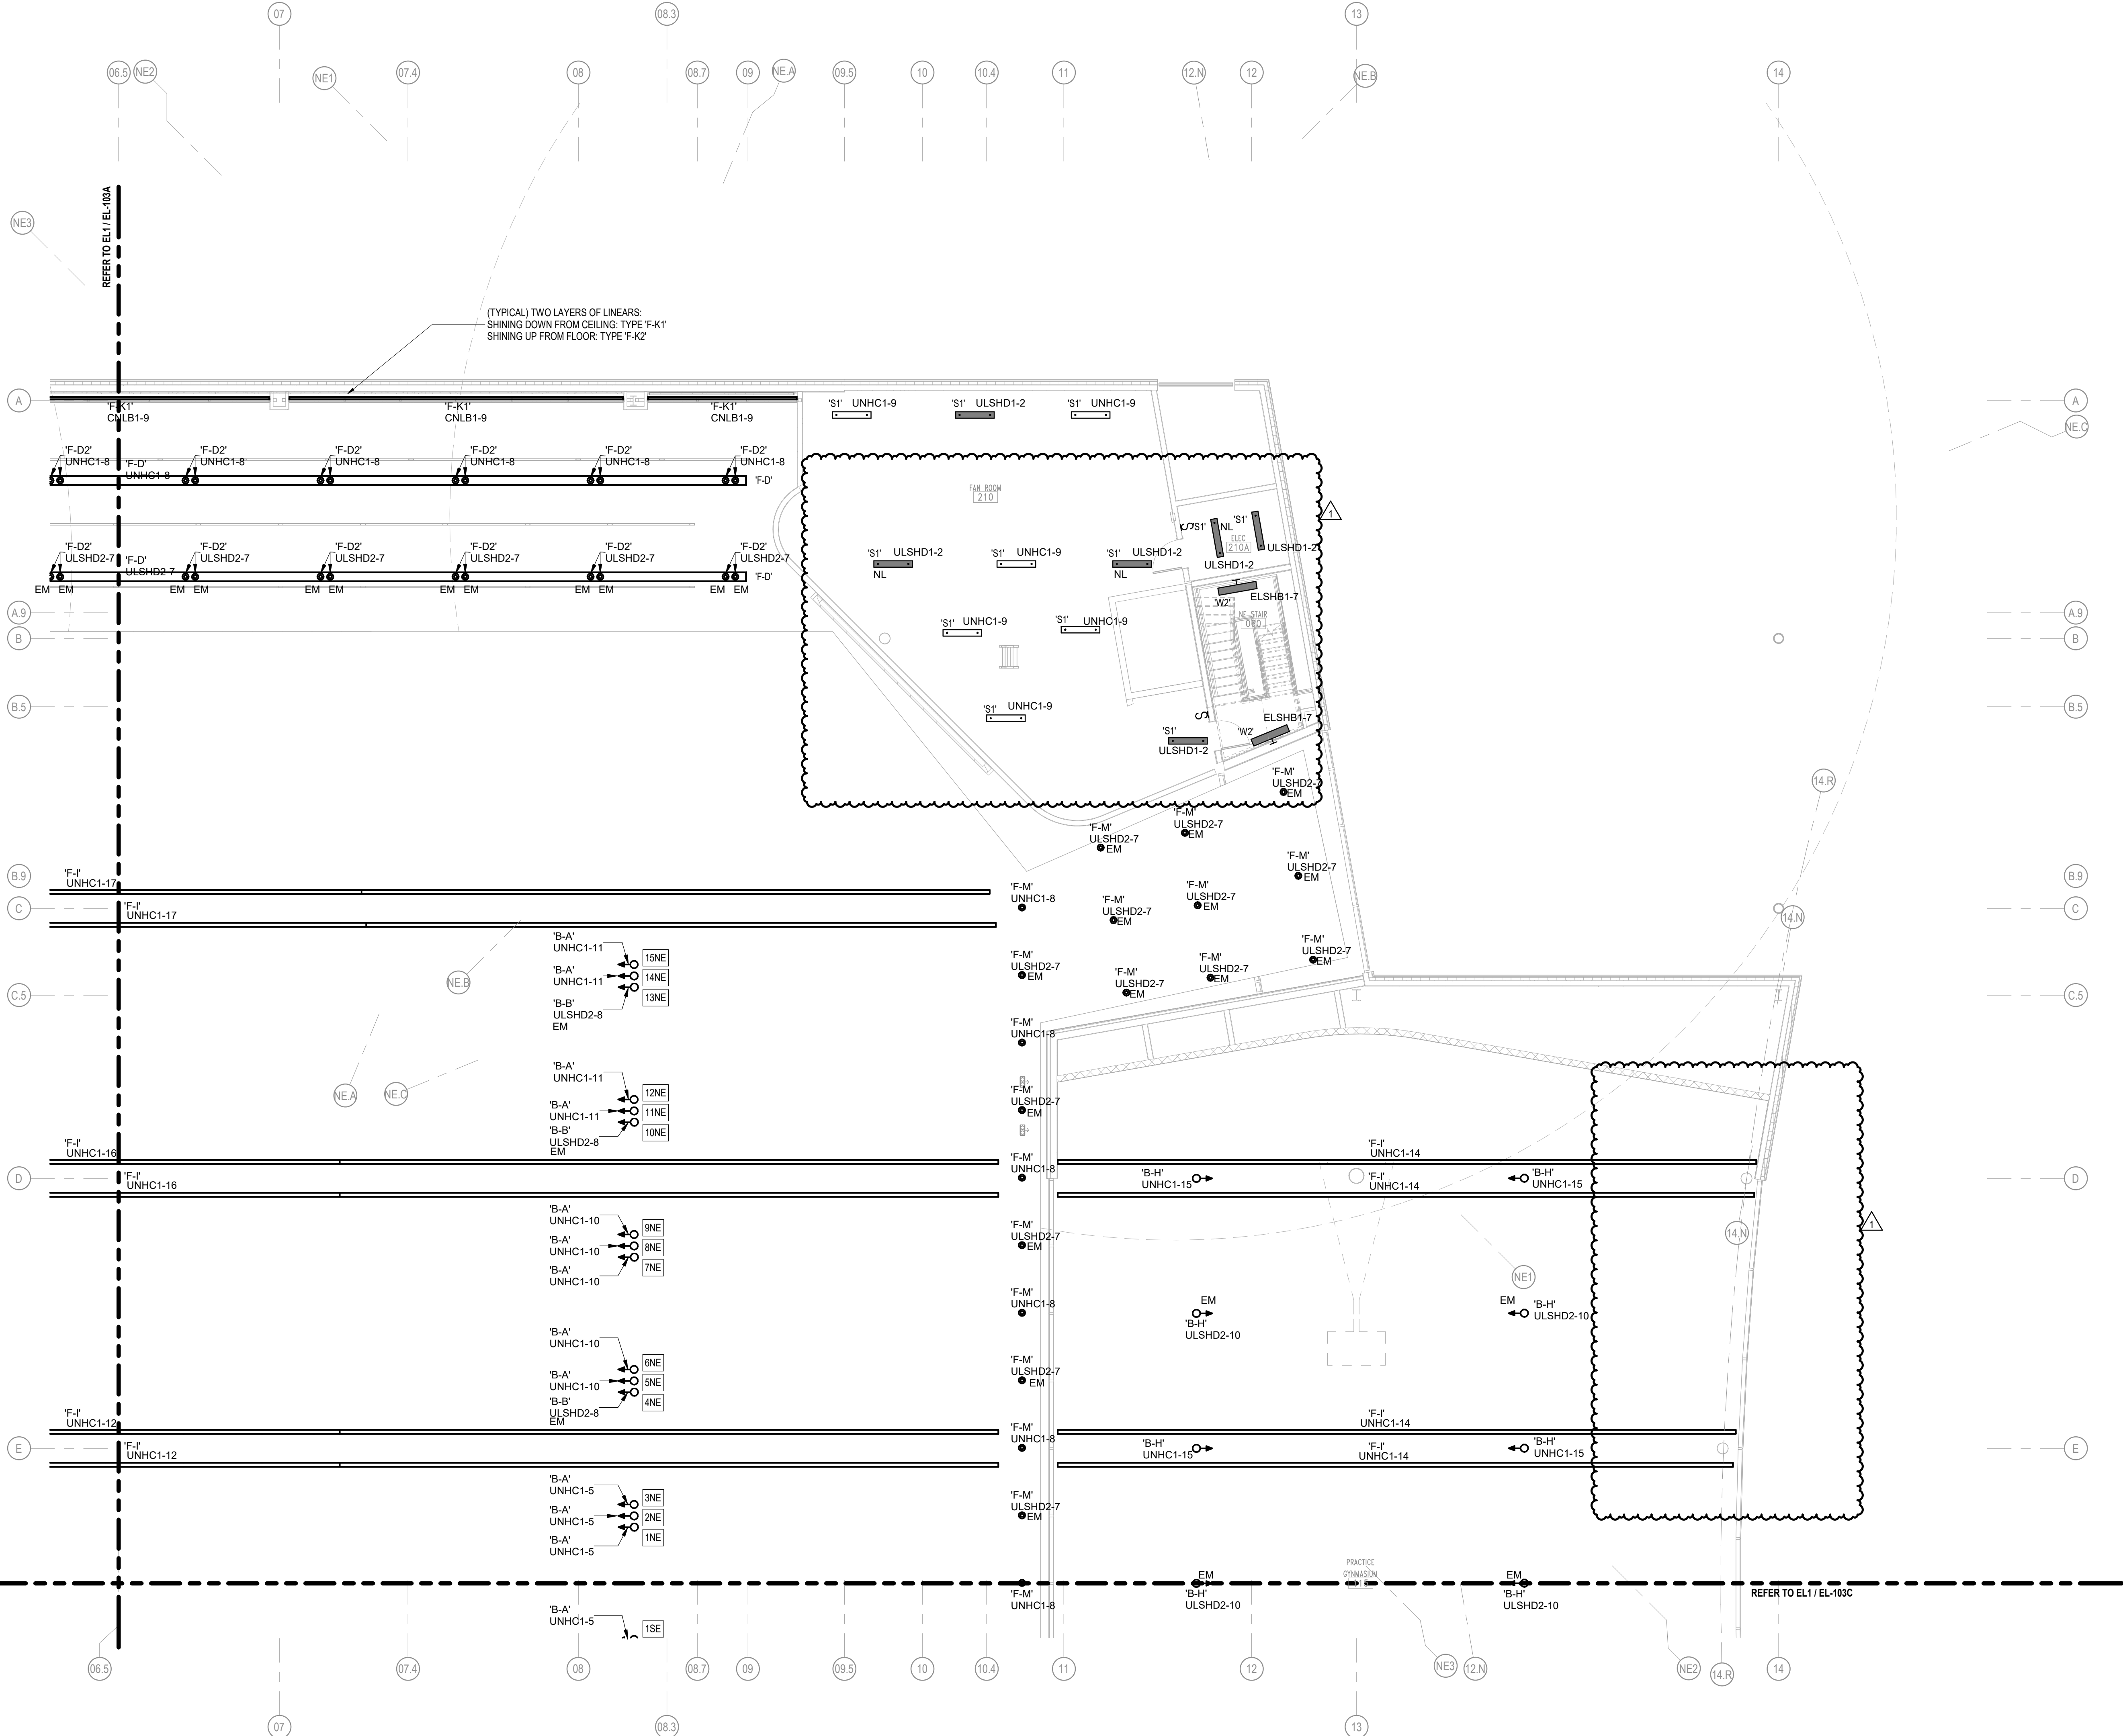 07
08.3
13
06.5
NE2
NE1
07.4
08
08.7
09
NE.A
09.5
10
10.4
11
12.N
12
NE.B
14
NE3
REFER TO EL1 / EL-103A
(TYPICAL) TWO LAYERS OF LINEARS:
SHINING DOWN FROM CEILING: TYPE 'F-K1'
SHINING UP FROM FLOOR: TYPE 'F-K2'
A
'F-K1'
CNLB1-9
'F-K1'
CNLB1-9
'F-K1'
CNLB1-9
'S1' UNHC1-9
'S1' ULSHD1-2
'S1' UNHC1-9
A
NE.C
'F-D2'
UNHC1-8
'F-D'
UNHC1-8
'F-D2'
UNHC1-8
'F-D2'
UNHC1-8
'F-D2'
UNHC1-8
'F-D2'
UNHC1-8
'F-D2'
UNHC1-8
'F-D'
FAN ROOM
210
1
'F-D2'
ULSHD2-7
'F-D'
ULSHD2-7
'F-D2'
ULSHD2-7
'F-D2'
ULSHD2-7
'F-D2'
ULSHD2-7
'F-D2'
ULSHD2-7
'F-D2'
ULSHD2-7
'F-D'
EM EM
EM EM
EM EM
EM EM
EM EM
EM EM
'S1' ULSHD1-2
NL
'S1' UNHC1-9
'S1' ULSHD1-2
NL
S
'S1' NL
ULSHD1-2
ELEC
210A
'S1'
ULSHD1-2
'W2'
ELSHB1-7
NE STAIR
060
A.9
A.9
'S1' UNHC1-9
'S1' UNHC1-9
B
B
B.5
'S1' UNHC1-9
S
'S1'
ULSHD1-2
'W2'
ELSHB1-7
B.5
'F-M'
ULSHD2-7
EM
14.R
'F-M'
ULSHD2-7
EM
'F-M'
ULSHD2-7
EM
'F-M'
ULSHD2-7
EM
B.9
'F-I'
UNHC1-17
'F-M'
UNHC1-8
'F-M'
ULSHD2-7
EM
'F-M'
ULSHD2-7
EM
B.9
C
'F-I'
UNHC1-17
C
14.N
'B-A'
UNHC1-11
15NE
'B-A'
UNHC1-11
14NE
'B-B'
ULSHD2-8
EM
13NE
NE.B
'F-M'
ULSHD2-7
EM
'F-M'
ULSHD2-7
EM
'F-M'
ULSHD2-7
EM
'F-M'
ULSHD2-7
EM
C.5
C.5
'F-M'
UNHC1-8
NE.A
NE.C
'B-A'
UNHC1-11
12NE
'B-A'
UNHC1-11
11NE
'B-B'
ULSHD2-8
EM
10NE
'F-M'
ULSHD2-7
EM
'F-I'
UNHC1-16
'F-I'
UNHC1-14
D
'F-I'
UNHC1-16
'F-M'
UNHC1-8
'B-H'
UNHC1-15
'F-I'
UNHC1-14
'B-H'
UNHC1-15
D
'B-A'
UNHC1-10
9NE
'B-A'
UNHC1-10
8NE
'B-A'
UNHC1-10
7NE
'F-M'
ULSHD2-7
EM
14.N
1
NE1
'F-M'
UNHC1-8
EM
'B-H'
ULSHD2-10
EM
'B-H'
ULSHD2-10
'B-A'
UNHC1-10
6NE
'B-A'
UNHC1-10
5NE
'B-B'
ULSHD2-8
EM
4NE
'F-M'
ULSHD2-7
EM
'F-I'
UNHC1-12
'F-I'
UNHC1-14
E
'F-I'
UNHC1-12
'F-M'
UNHC1-8
'B-H'
UNHC1-15
'F-I'
UNHC1-14
'B-H'
UNHC1-15
E
'B-A'
UNHC1-5
3NE
'B-A'
UNHC1-5
2NE
'B-A'
UNHC1-5
1NE
'F-M'
ULSHD2-7
EM
PRACTICE
GYNMASIUM
'F-M'
UNHC1-8
EM
'B-H'
ULSHD2-10
EM
'B-H'
ULSHD2-10
REFER TO EL1 / EL-103C
'B-A'
UNHC1-5
1SE
06.5
07.4
08
08.7
09
09.5
10
10.4
11
12
NE3
12.N
NE2
14.R
14
07
08.3
13